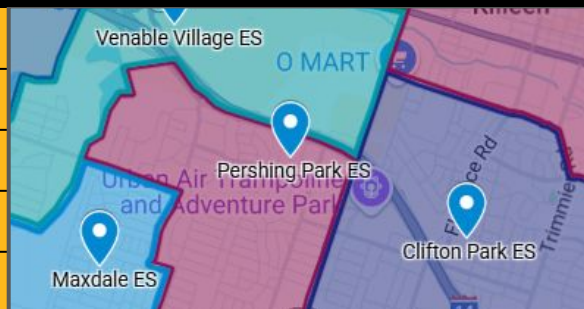 Killeen
Venable Village ES
O MART
Pershing Park ES
Urban Air Trampoline
and Adventure Park
Clifton Park ES
Maxdale ES